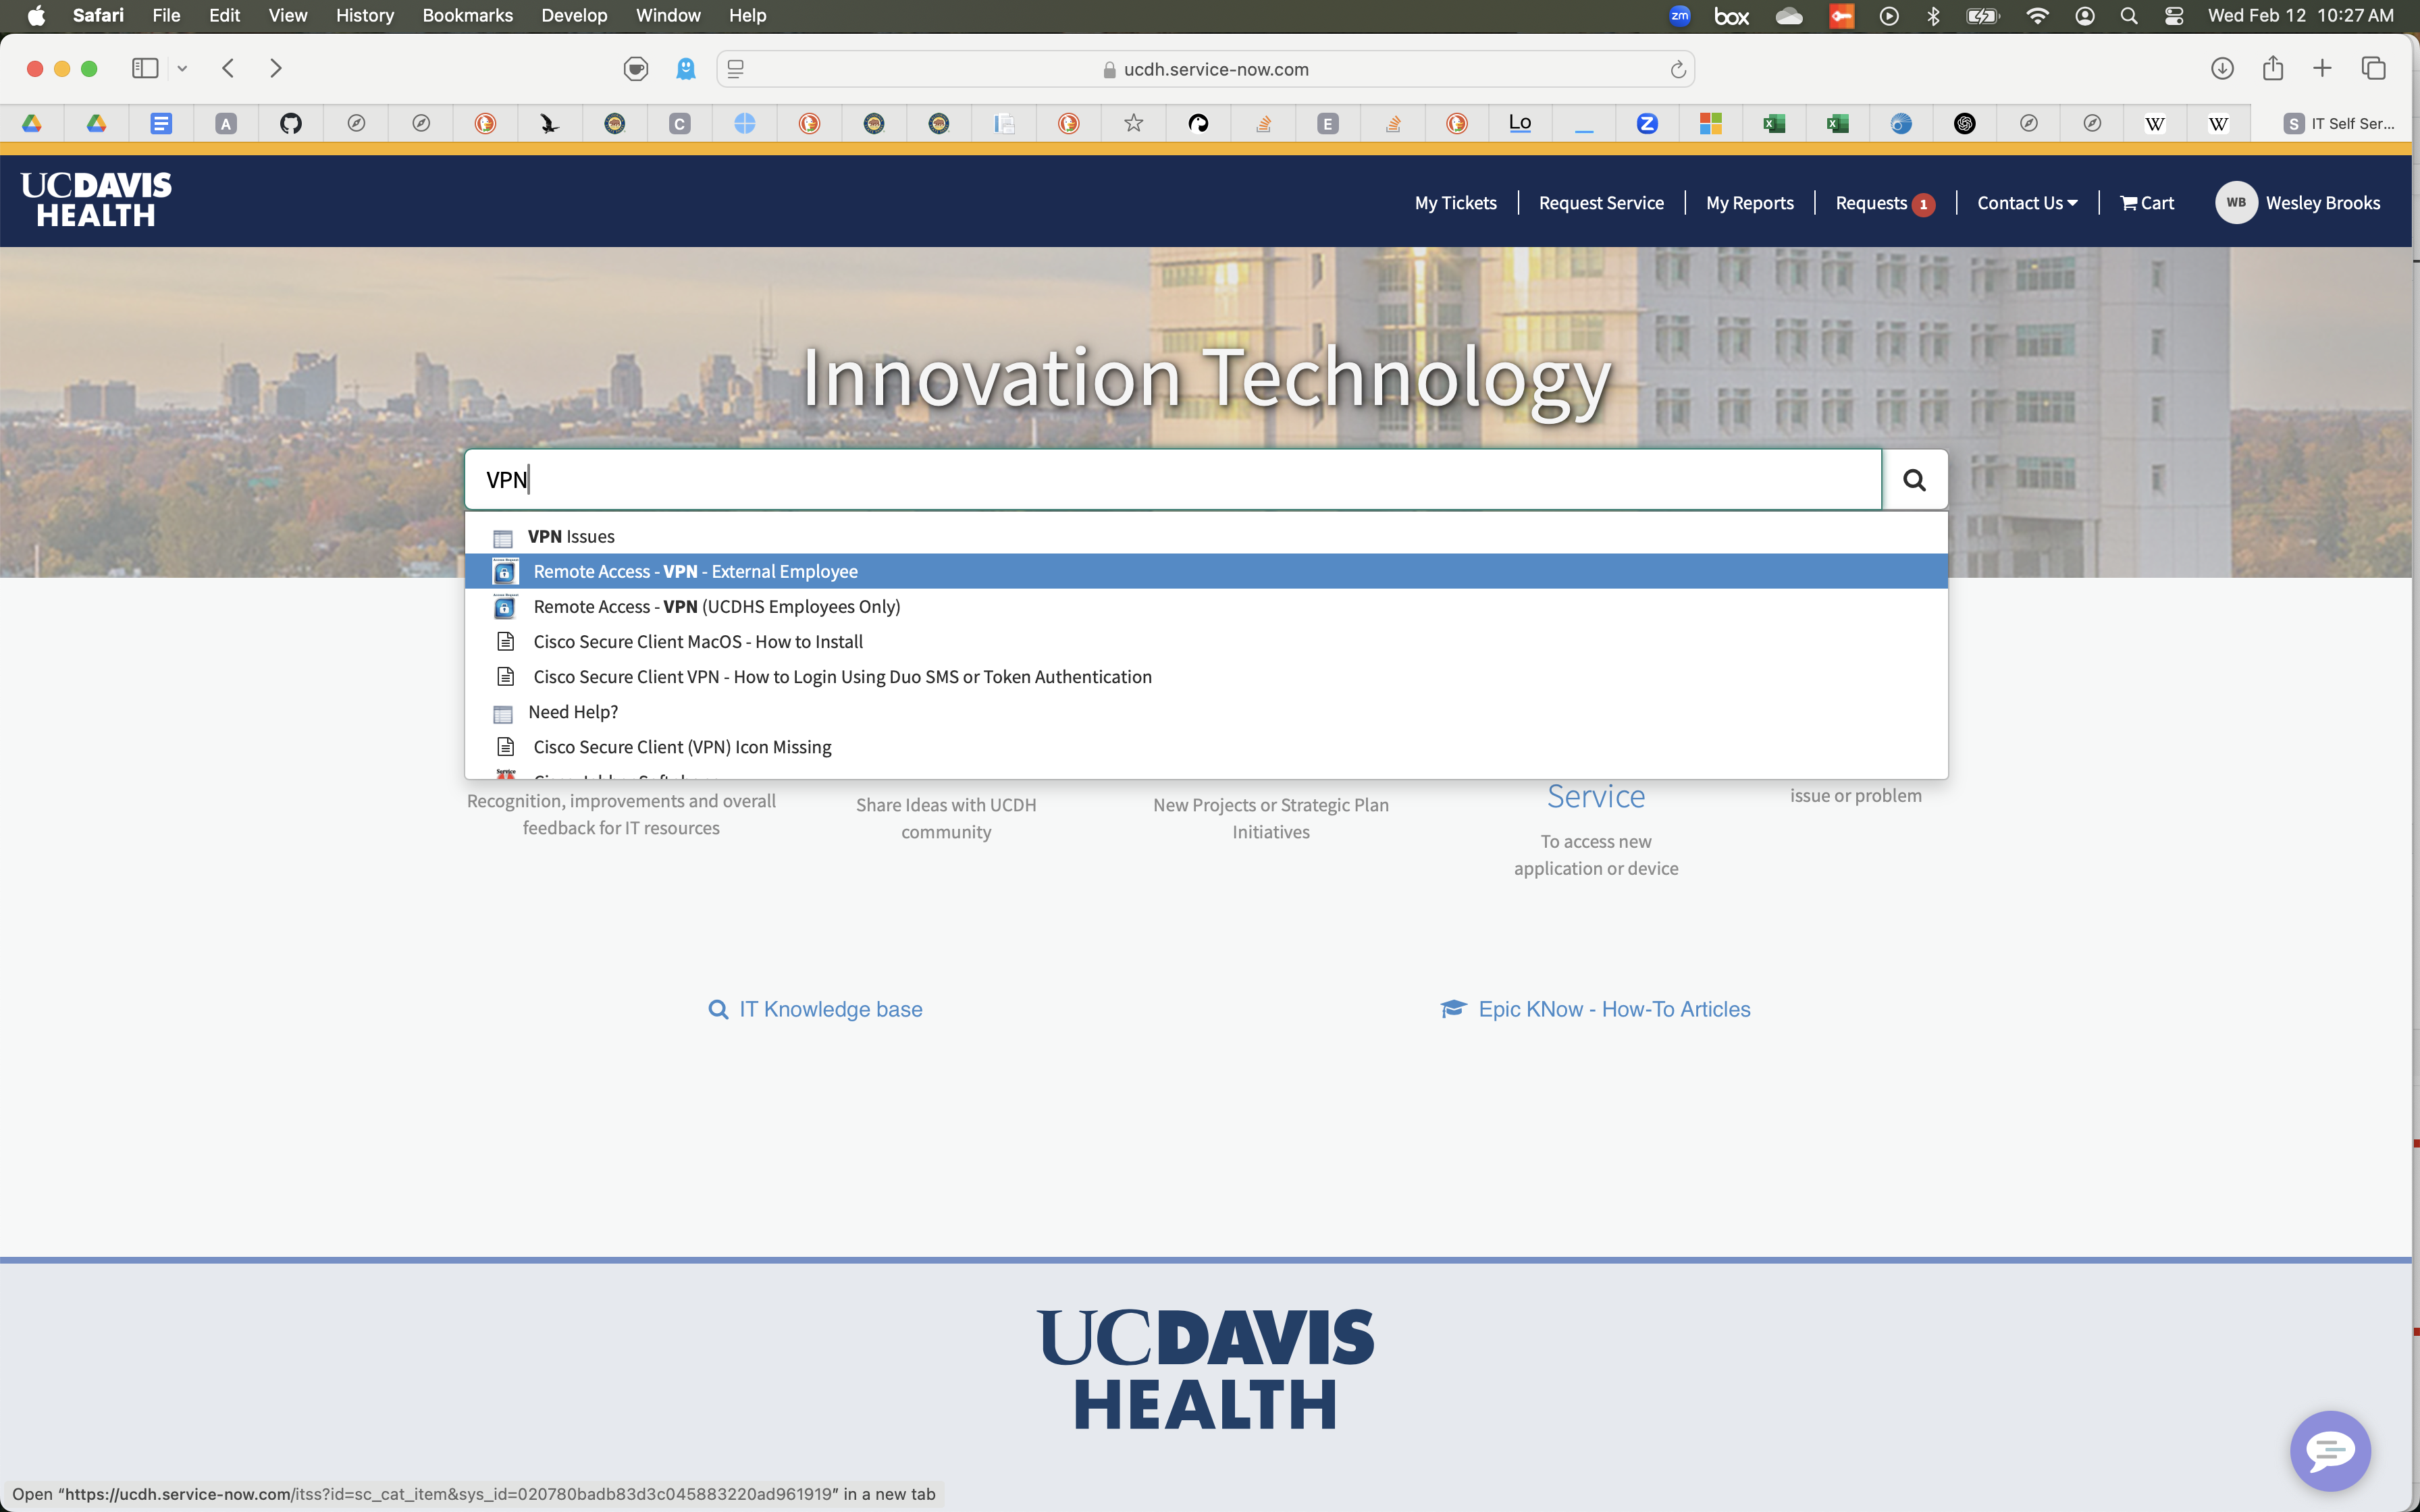 Safari File Edit View History Bookmarks Develop Window Help zm box Wed Feb 12 10:27 AM
ucdh.service-now.com
A C E Lo Z W W S IT Self Ser...
UCDAVIS
HEALTH
My Tickets Request Service My Reports Requests 1 Contact Us Cart WB Wesley Brooks
Innovation Technology
VPN
VPN Issues
Remote Access - VPN - External Employee
Remote Access - VPN (UCDHS Employees Only)
Cisco Secure Client MacOS - How to Install
Cisco Secure Client VPN - How to Login Using Duo SMS or Token Authentication
Need Help?
Cisco Secure Client (VPN) Icon Missing
Recognition, improvements and overall
feedback for IT resources
Share Ideas with UCDH
community
New Projects or Strategic Plan
Initiatives
Service
To access new
application or device
issue or problem
IT Knowledge base
Epic KNow - How-To Articles
UCDAVIS
HEALTH
Open “https://ucdh.service-now.com/itss?id=sc_cat_item&sys_id=020780badb83d3c045883220ad961919” in a new tab